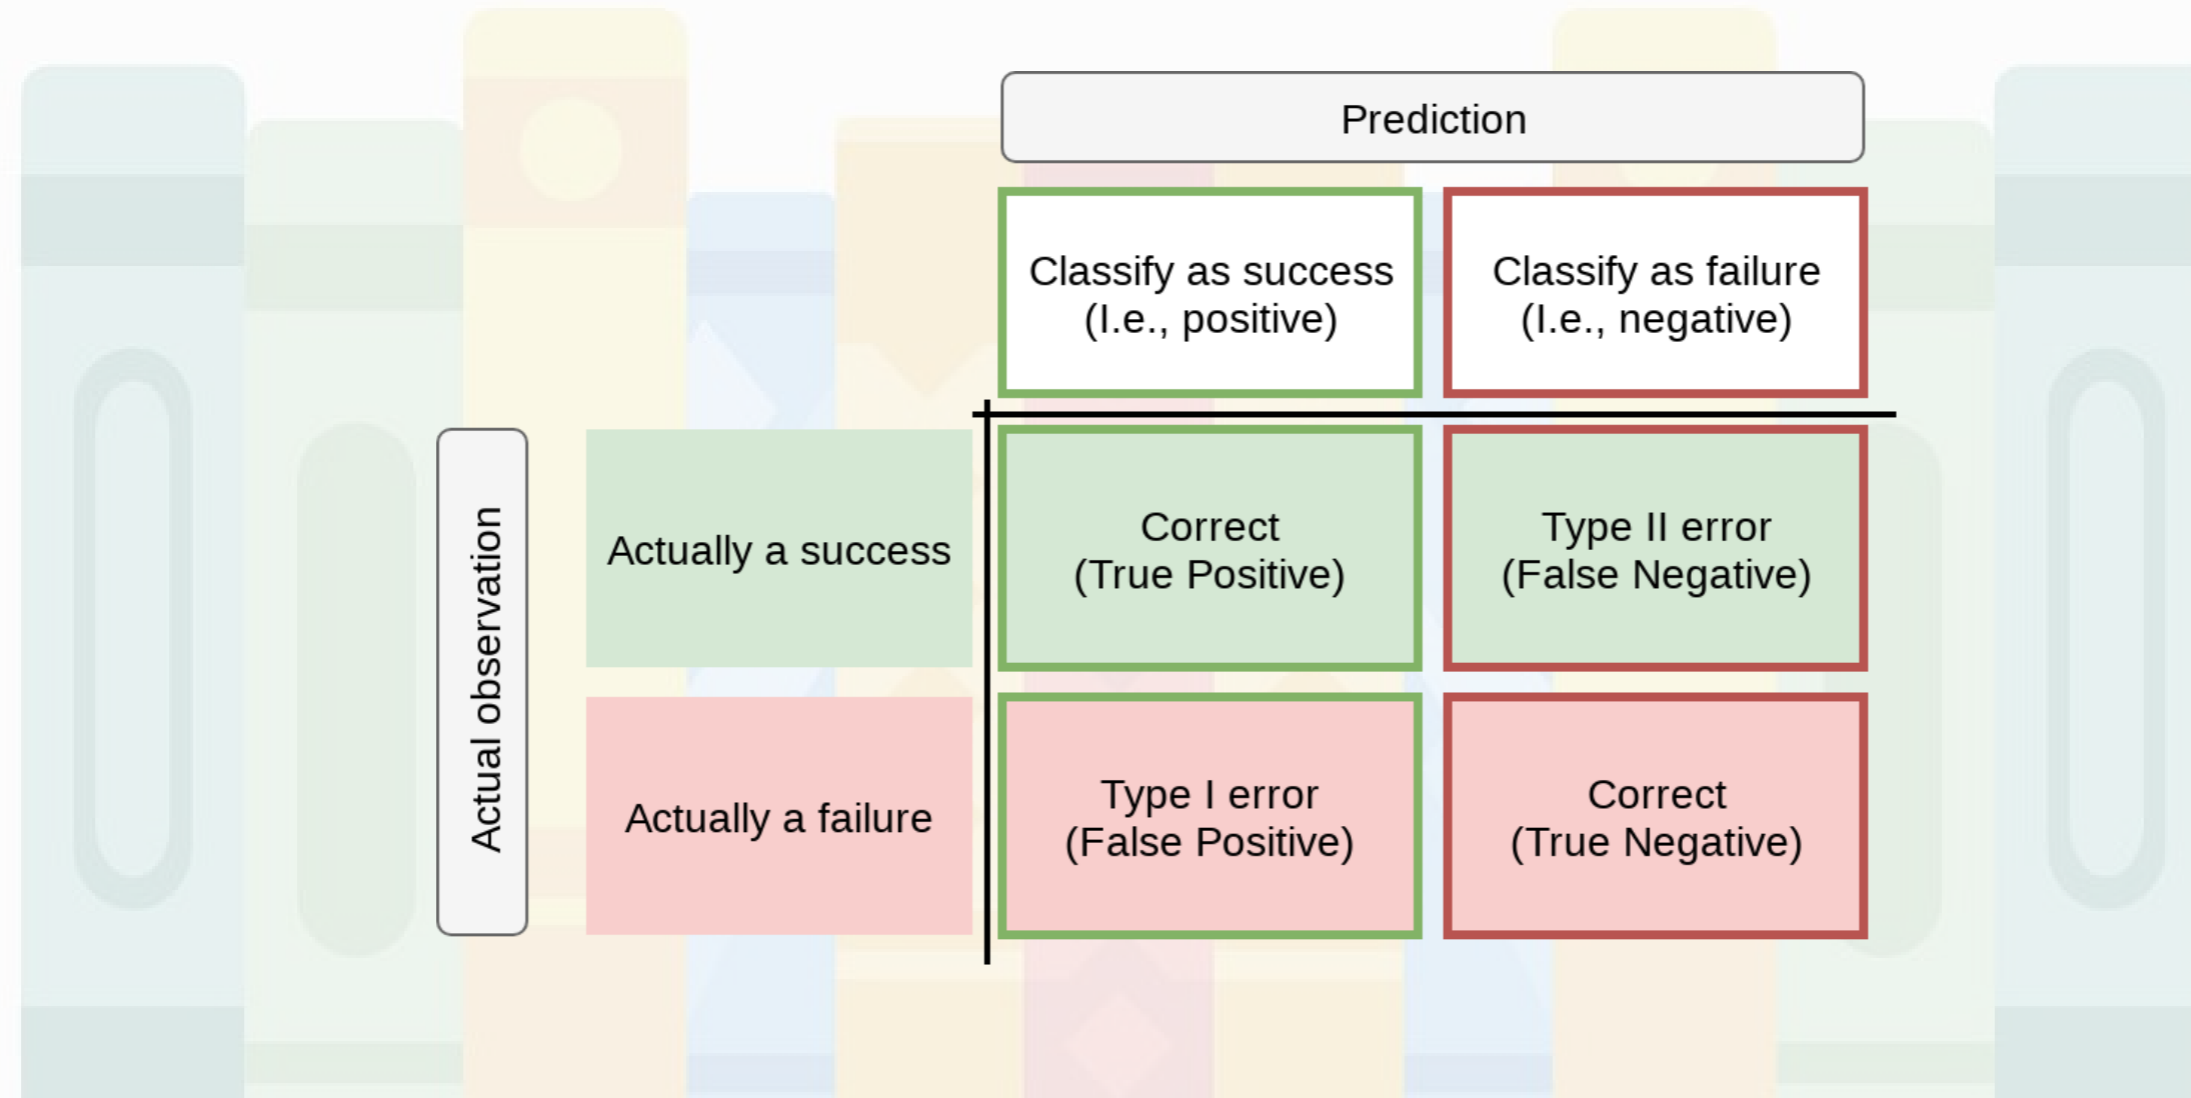 Prediction
Classify as success
(I.e., positive)
Classify as failure
(I.e., negative)
Actual observation
Actually a success
Correct
(True Positive)
Type II error
(False Negative)
Actually a failure
Type I error
(False Positive)
Correct
(True Negative)